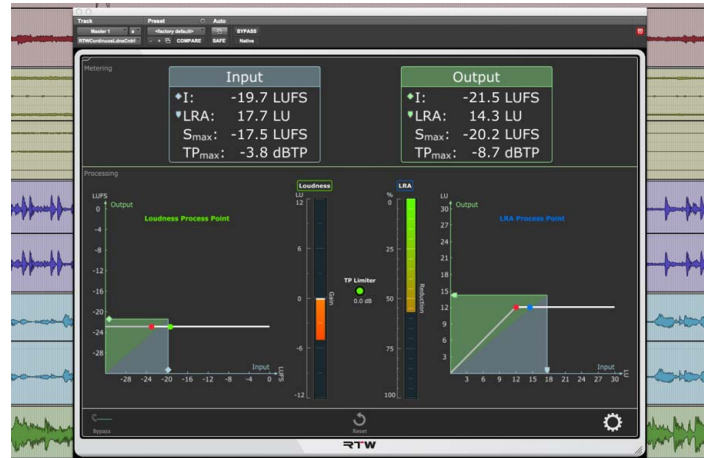 Track Preset Auto
Master 1 a <factory default> BYPASS
RTWContinuousLdnsCntrl - + COMPARE SAFE Native
Metering
Input
I: -19.7 LUFS
LRA: 17.7 LU
Smax: -17.5 LUFS
TPmax: -3.8 dBTP
Output
I: -21.5 LUFS
LRA: 14.3 LU
Smax: -20.2 LUFS
TPmax: -8.7 dBTP
Processing
LUFS
Output
Loudness Process Point
0
-4
-8
-12
-16
-20
-24
-28
-28 -24 -20 -16 -12 -8 -4 0
Input
LUFS
Loudness
LU
12
6
0
-6
-12
Gain
TP Limiter
0.0 dB
LRA
%
0
25
50
75
100
Reduction
LU
Output
LRA Process Point
30
27
24
21
18
15
12
9
6
3
3 6 9 12 15 18 21 24 27 30
Input
LU
Bypass
Reset
RTW